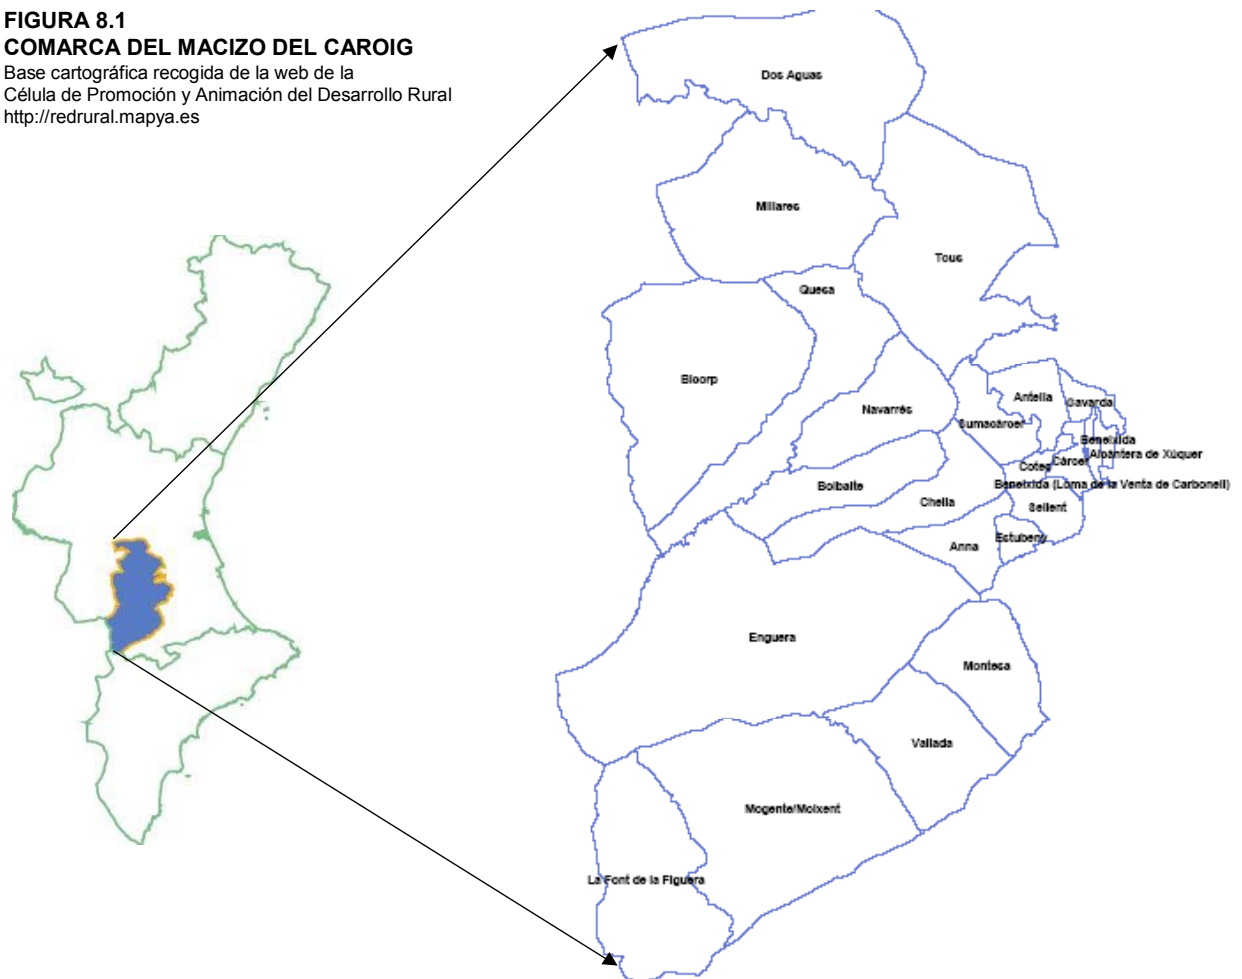 FIGURA 8.1
COMARCA DEL MACIZO DEL CAROIG
Base cartográfica recogida de la web de la
Célula de Promoción y Animación del Desarrollo Rural
http://redrural.mapya.es
Dos Aguas
Millares
Tous
Quesa
Bicorp
Navarrés
Antella
Gavarda
Sumacàrcer
Beneixida
Alcàntera de Xúquer
Cotes
Càrcer
Bolbaite
Beneixida (Loma de la Venta de Carbonell)
Chella
Sellent
Estubeny
Anna
Enguera
Montesa
Vallada
Mogente/Moixent
La Font de la Figuera